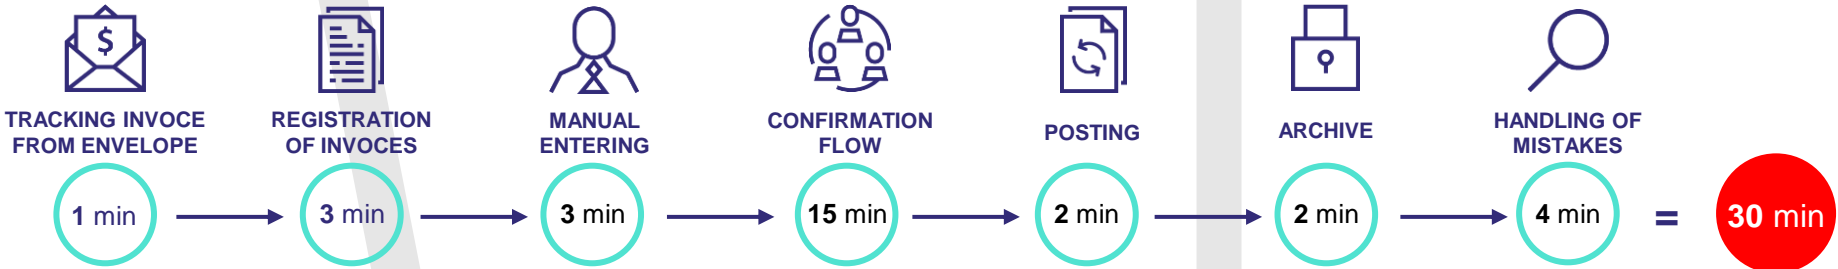 $
TRACKING INVOCE
FROM ENVELOPE
REGISTRATION
OF INVOCES
MANUAL
ENTERING
CONFIRMATION
FLOW
POSTING
ARCHIVE
HANDLING OF
MISTAKES
1 min
3 min
3 min
15 min
2 min
2 min
4 min
=
30 min